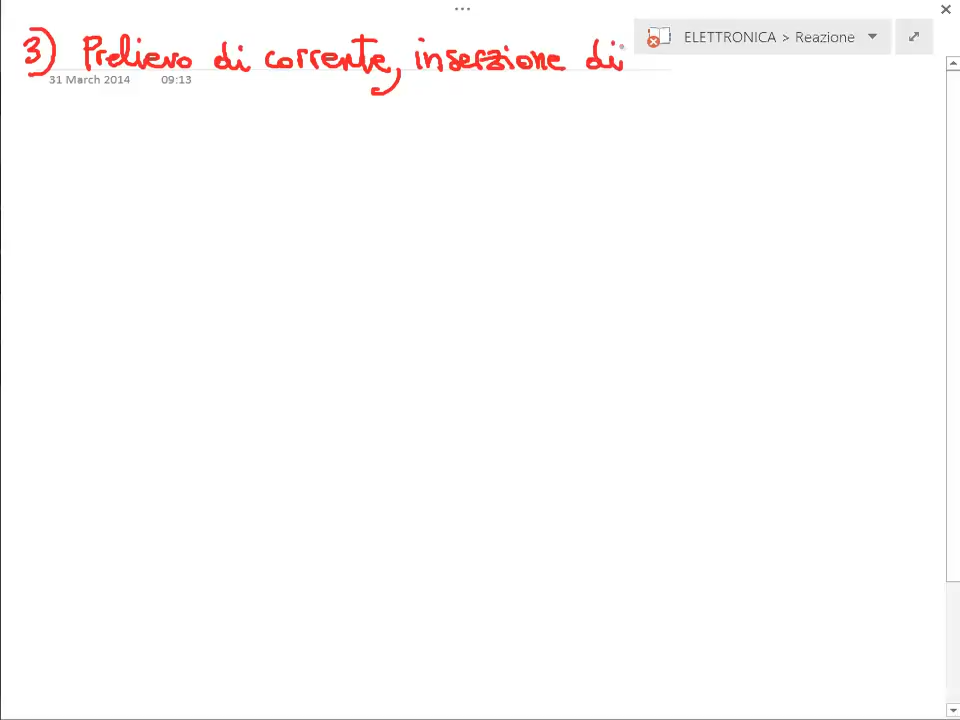 ELETTRONICA > Reazione
3) Prelievo di corrente, inserzione di
31 March 2014 09:13